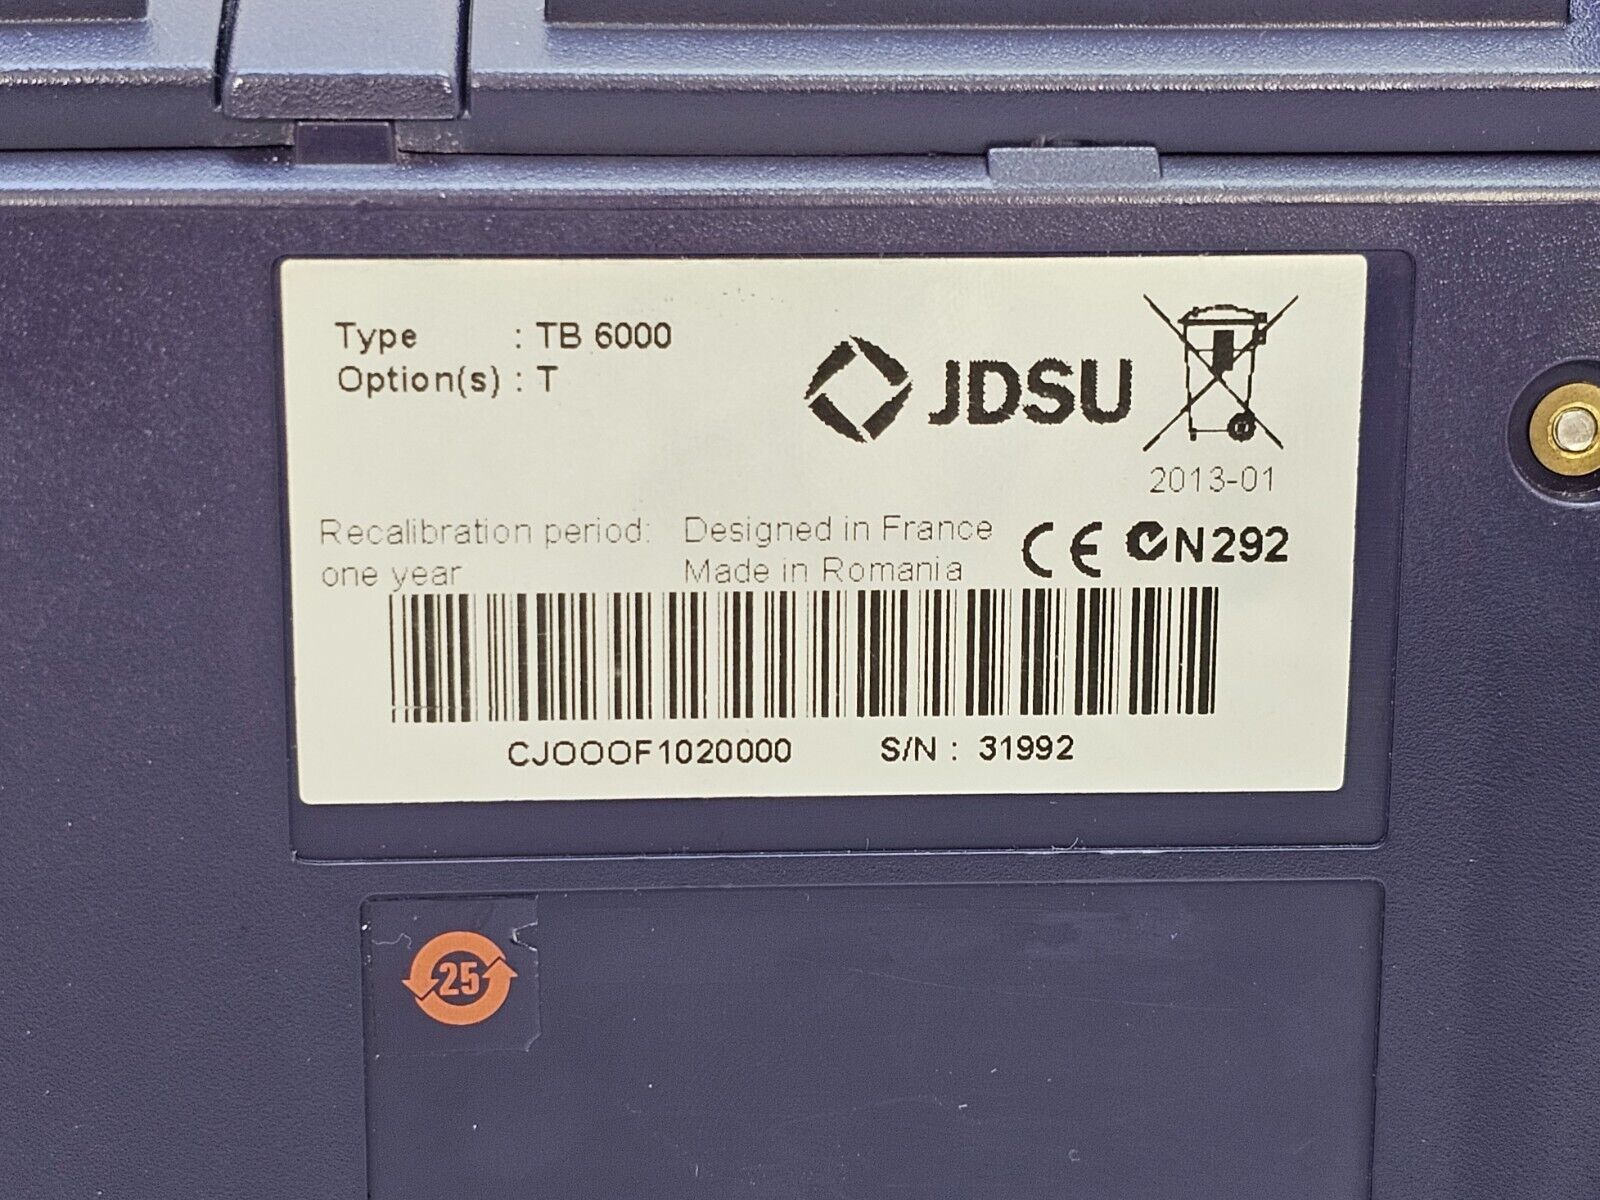 Type : TB 6000
Option(s) : T
JDSU
2013-01
Recalibration period:
one year
Designed in France
Made in Romania
CE N292
CJOOOF1020000 S/N : 31992
25